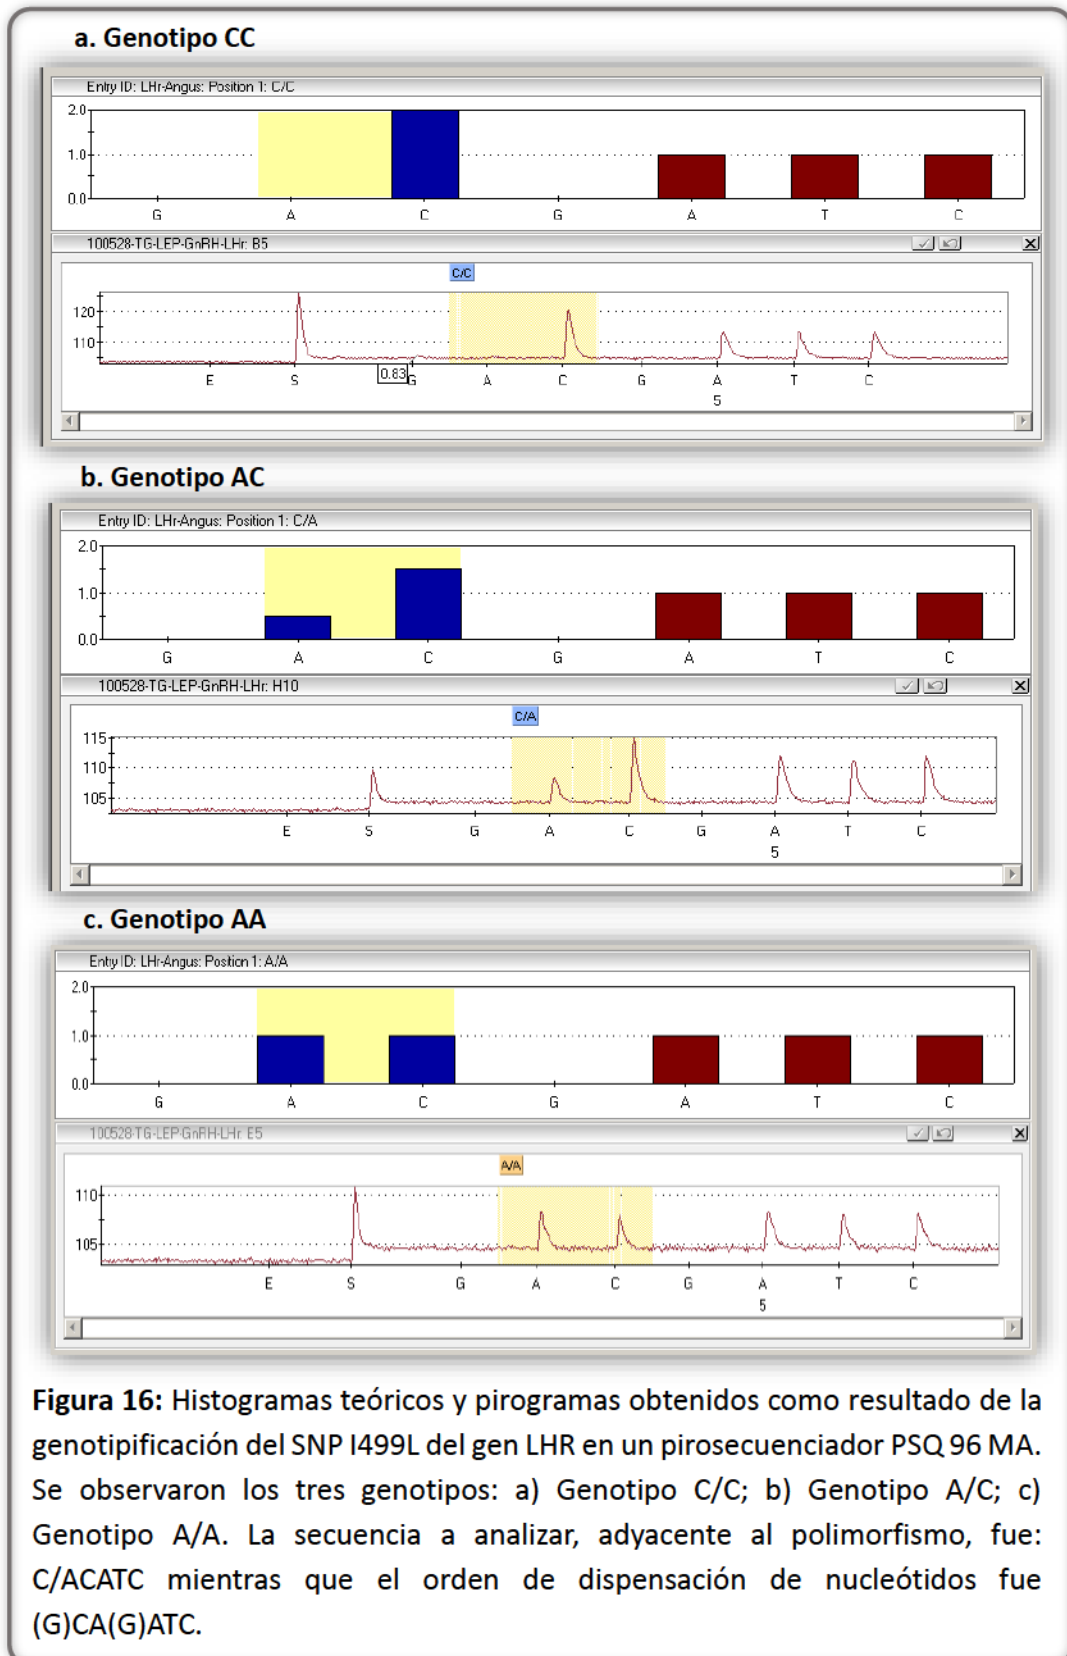 a. Genotipo CC
Entry ID: LHr-Angus: Position 1: C/C
2.0
1.0
0.0
G A C G A T C
100528-TG-LEP-GnRH-LHr: B5
C/C
120
110
0.83
E S G A C G A T C
5
b. Genotipo AC
Entry ID: LHr-Angus: Position 1: C/A
2.0
1.0
0.0
G A C G A T C
100528-TG-LEP-GnRH-LHr: H10
C/A
115
110
105
E S G A C G A T C
5
c. Genotipo AA
Entry ID: LHr-Angus: Position 1: A/A
2.0
1.0
0.0
G A C G A T C
100528-TG-LEP-GnRH-LHr: E5
A/A
110
105
E S G A C G A T C
5
Figura 16: Histogramas teóricos y pirogramas obtenidos como resultado de la
genotipificación del SNP I499L del gen LHR en un pirosecuenciador PSQ 96 MA.
Se observaron los tres genotipos: a) Genotipo C/C; b) Genotipo A/C; c)
Genotipo A/A. La secuencia a analizar, adyacente al polimorfismo, fue:
C/ACATC mientras que el orden de dispensación de nucleótidos fue
(G)CA(G)ATC.